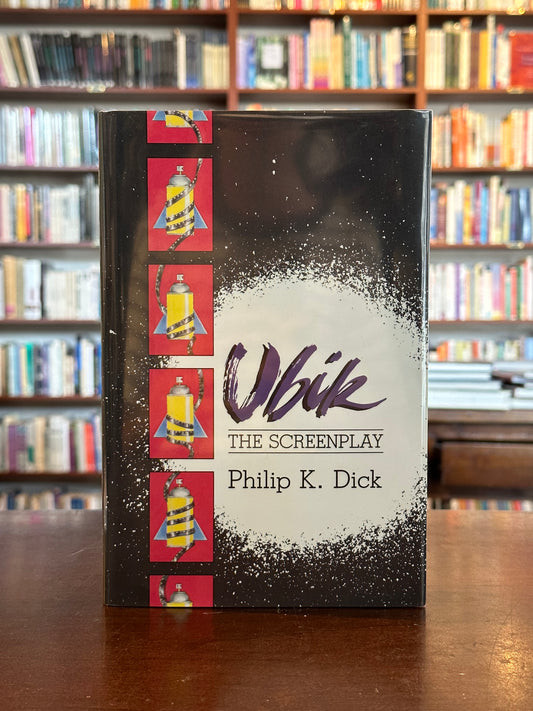 Ubik
THE SCREENPLAY
Philip K. Dick